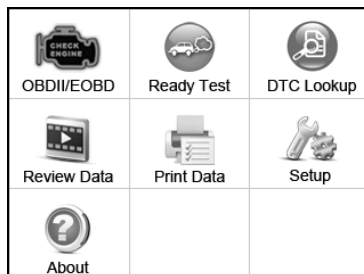 CHECK
ENGINE
OBDII/EOBD
Ready Test
DTC Lookup
Review Data
Print Data
Setup
About